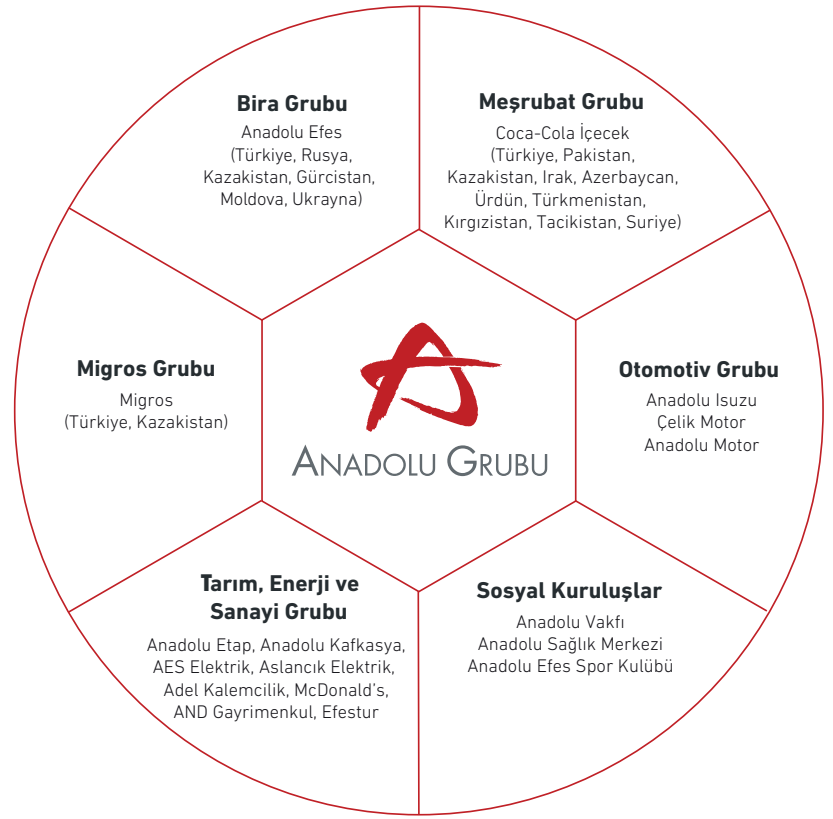 Bira Grubu
Anadolu Efes
(Türkiye, Rusya,
Kazakistan, Gürcistan,
Moldova, Ukrayna)
Meşrubat Grubu
Coca-Cola İçecek
(Türkiye, Pakistan,
Kazakistan, Irak, Azerbaycan,
Ürdün, Türkmenistan,
Kırgızistan, Tacikistan, Suriye)
Migros Grubu
Migros
(Türkiye, Kazakistan)
ANADOLU GRUBU
Otomotiv Grubu
Anadolu Isuzu
Çelik Motor
Anadolu Motor
Tarım, Enerji ve
Sanayi Grubu
Anadolu Etap, Anadolu Kafkasya,
AES Elektrik, Aslancık Elektrik,
Adel Kalemcilik, McDonald's,
AND Gayrimenkul, Efestur
Sosyal Kuruluşlar
Anadolu Vakfı
Anadolu Sağlık Merkezi
Anadolu Efes Spor Kulübü